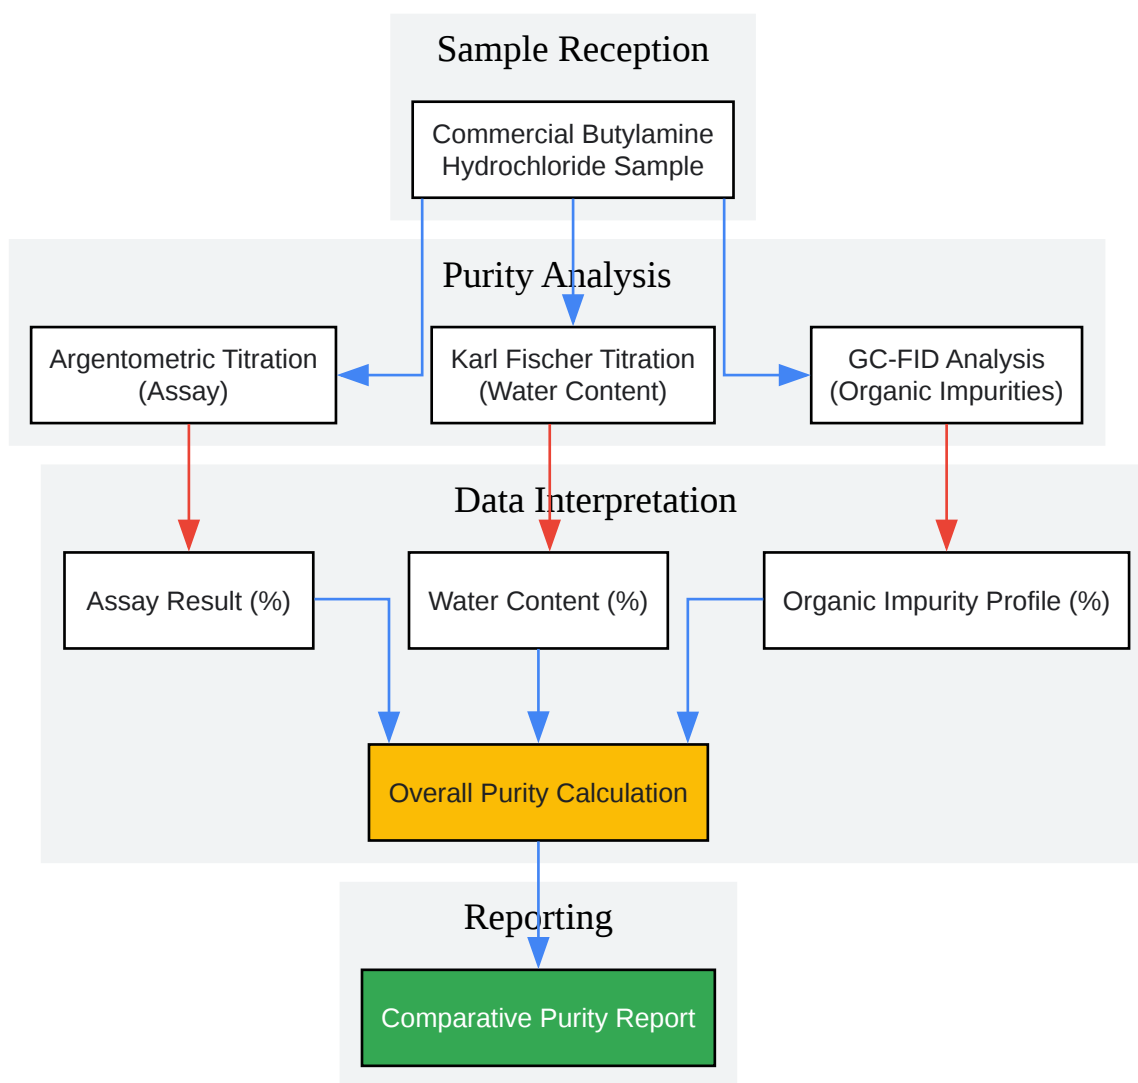 Sample Reception
Commercial Butylamine
Hydrochloride Sample
Purity Analysis
Argentometric Titration
(Assay)
Karl Fischer Titration
(Water Content)
GC-FID Analysis
(Organic Impurities)
Data Interpretation
Assay Result (%)
Water Content (%)
Organic Impurity Profile (%)
Overall Purity Calculation
Reporting
Comparative Purity Report